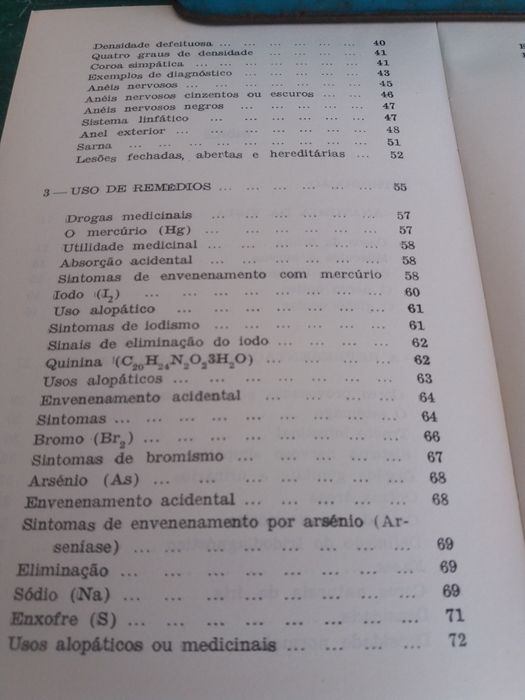 Densidade defeituosa ... ... ... ... ... ... 40
Quatro graus de densidade ... ... ... ... 41
Coroa simpática ... ... ... ... ... ... ... 41
Exemplos de diagnóstico ... ... ... ... ... 43
Anéis nervosos ... ... ... ... ... ... ... 45
Anéis nervosos cinzentos ou escuros ... ... ... 46
Anéis nervosos negros ... ... ... ... ... 47
Sistema linfático ... ... ... ... ... ... 47
Anel exterior ... ... ... ... ... ... ... 48
Sarna ... ... ... ... ... ... ... ... ... 51
Lesões fechadas, abertas e hereditárias ... 52
3 — USO DE REMÉDIOS ... ... ... ... ... ... 55
Drogas medicinais ... ... ... ... ... ... 57
O mercúrio (Hg) ... ... ... ... ... ... ... 57
Utilidade medicinal ... ... ... ... ... ... 58
Absorção acidental ... ... ... ... ... ... 58
Sintomas de envenenamento com mercúrio 58
Iodo (I₂) ... ... ... ... ... ... ... ... 60
Uso alopático ... ... ... ... ... ... ... 61
Sintomas de iodismo ... ... ... ... ... ... 61
Sinais de eliminação do iodo ... ... ... ... 62
Quinina (C₂₀H₂₄N₂O₂3H₂O) ... ... ... ... 62
Usos alopáticos ... ... ... ... ... ... ... 63
Envenenamento acidental ... ... ... ... ... 64
Sintomas ... ... ... ... ... ... ... ... ... 64
Bromo (Br₂) ... ... ... ... ... ... ... ... 66
Sintomas de bromismo ... ... ... ... ... ... 67
Arsénio (As) ... ... ... ... ... ... ... ... 68
Envenenamento acidental ... ... ... ... ... 68
Sintomas de envenenamento por arsénio (Ar-
seníase) ... ... ... ... ... ... ... ... 69
Eliminação ... ... ... ... ... ... ... ... 69
Sódio (Na) ... ... ... ... ... ... ... ... 69
Enxofre (S) ... ... ... ... ... ... ... ... 71
Usos alopáticos ou medicinais ... ... ... ... 72